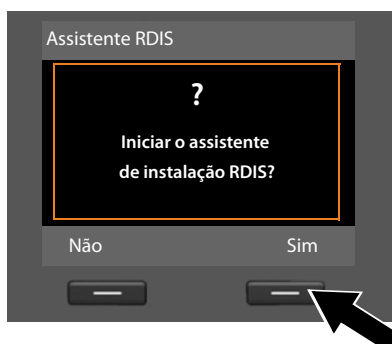 Assistente RDIS
?
Iniciar o assistente
de instalação RDIS?
Não Sim